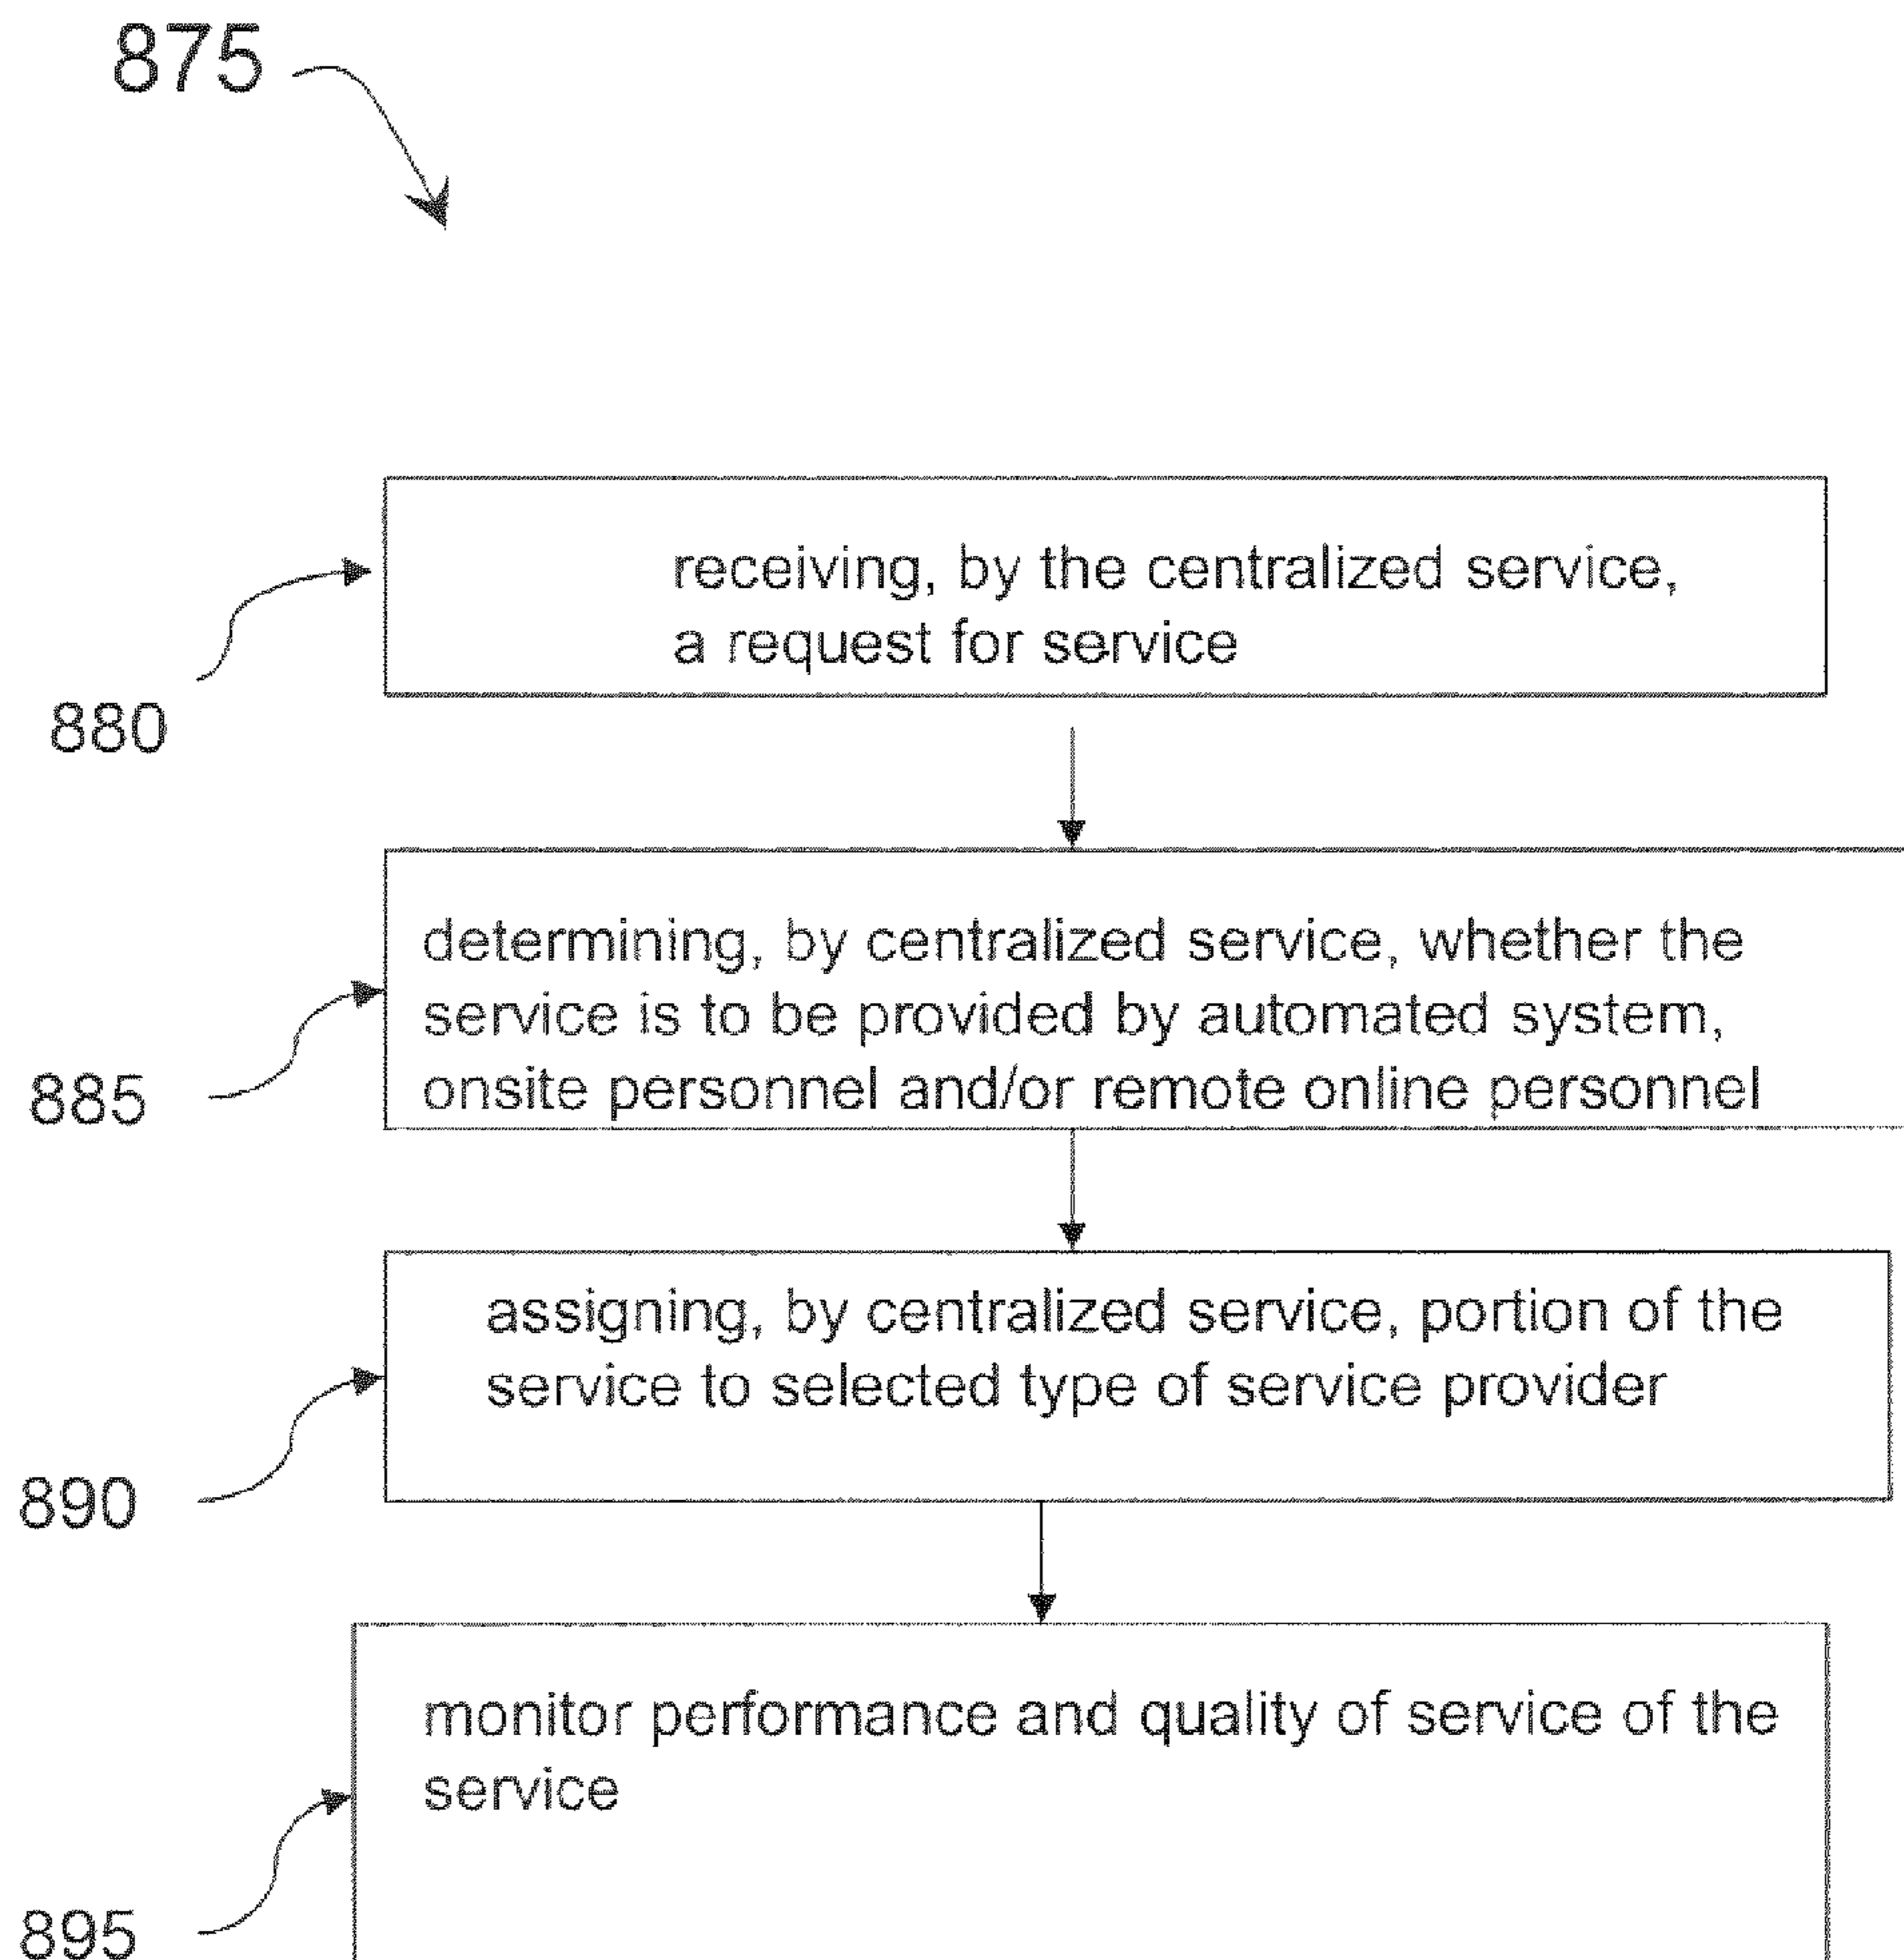 875
receiving, by the centralized service,
a request for service
880
determining, by centralized service, whether the
service is to be provided by automated system,
onsite personnel and/or remote online personnel
885
assigning, by centralized service, portion of the
service to selected type of service provider
890
monitor performance and quality of service of the
service
895